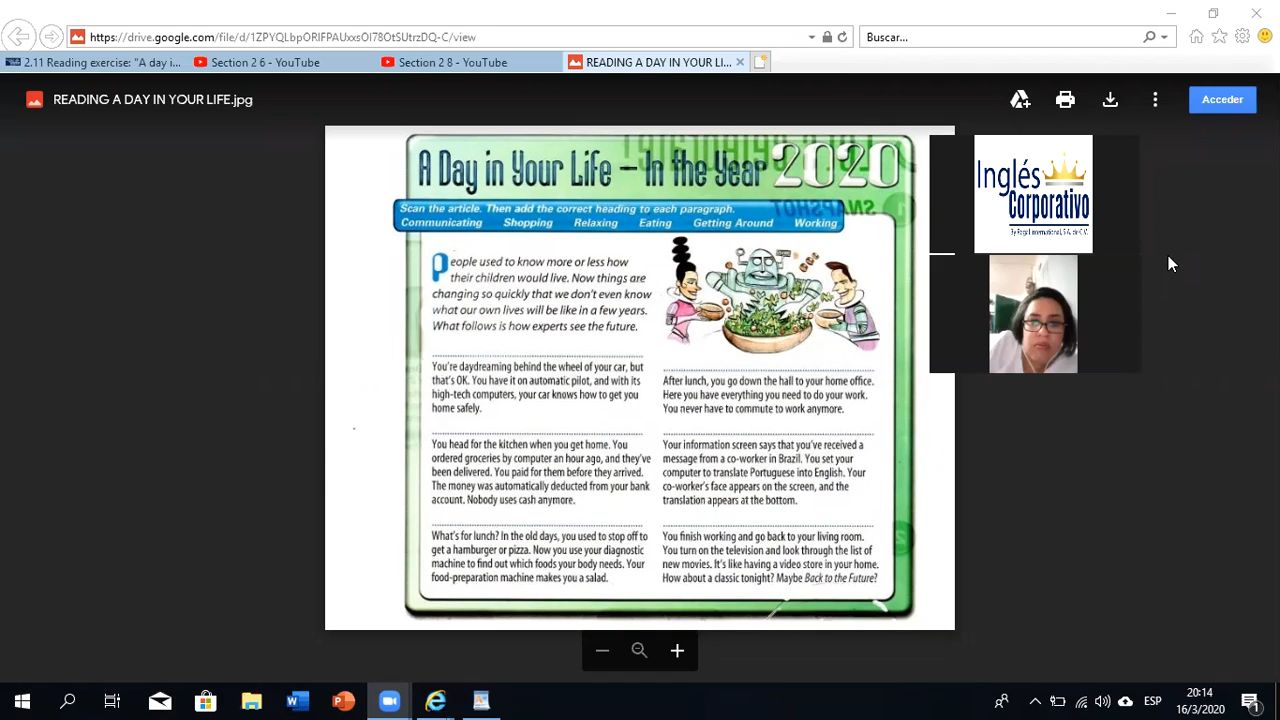 https://drive.google.com/file/d/1ZPYQLbpORIFPAUxxsOI78OtSUtrzDQ-C/view
Buscar...
2.11 Reading exercise: "A day i...
Section 2 6 - YouTube
Section 2 8 - YouTube
READING A DAY IN YOUR LI...
READING A DAY IN YOUR LIFE.jpg
Acceder
A Day in Your Life – In the Year 2020
Scan the article. Then add the correct heading to each paragraph.
Communicating Shopping Relaxing Eating Getting Around Working
People used to know more or less how
their children would live. Now things are
changing so quickly that we don't even know
what our own lives will be like in a few years.
What follows is how experts see the future.
You're daydreaming behind the wheel of your car, but
that's OK. You have it on automatic pilot, and with its
high-tech computers, your car knows how to get you
home safely.
You head for the kitchen when you get home. You
ordered groceries by computer an hour ago, and they've
been delivered. You paid for them before they arrived.
The money was automatically deducted from your bank
account. Nobody uses cash anymore.
What's for lunch? In the old days, you used to stop off to
get a hamburger or pizza. Now you use your diagnostic
machine to find out which foods your body needs. Your
food-preparation machine makes you a salad.
After lunch, you go down the hall to your home office.
Here you have everything you need to do your work.
You never have to commute to work anymore.
Your information screen says that you've received a
message from a co-worker in Brazil. You set your
computer to translate Portuguese into English. Your
co-worker's face appears on the screen, and the
translation appears at the bottom.
You finish working and go back to your living room.
You turn on the television and look through the list of
new movies. It's like having a video store in your home.
How about a classic tonight? Maybe Back to the Future?
Inglés
Corporativo
ESP
20:14
16/3/2020